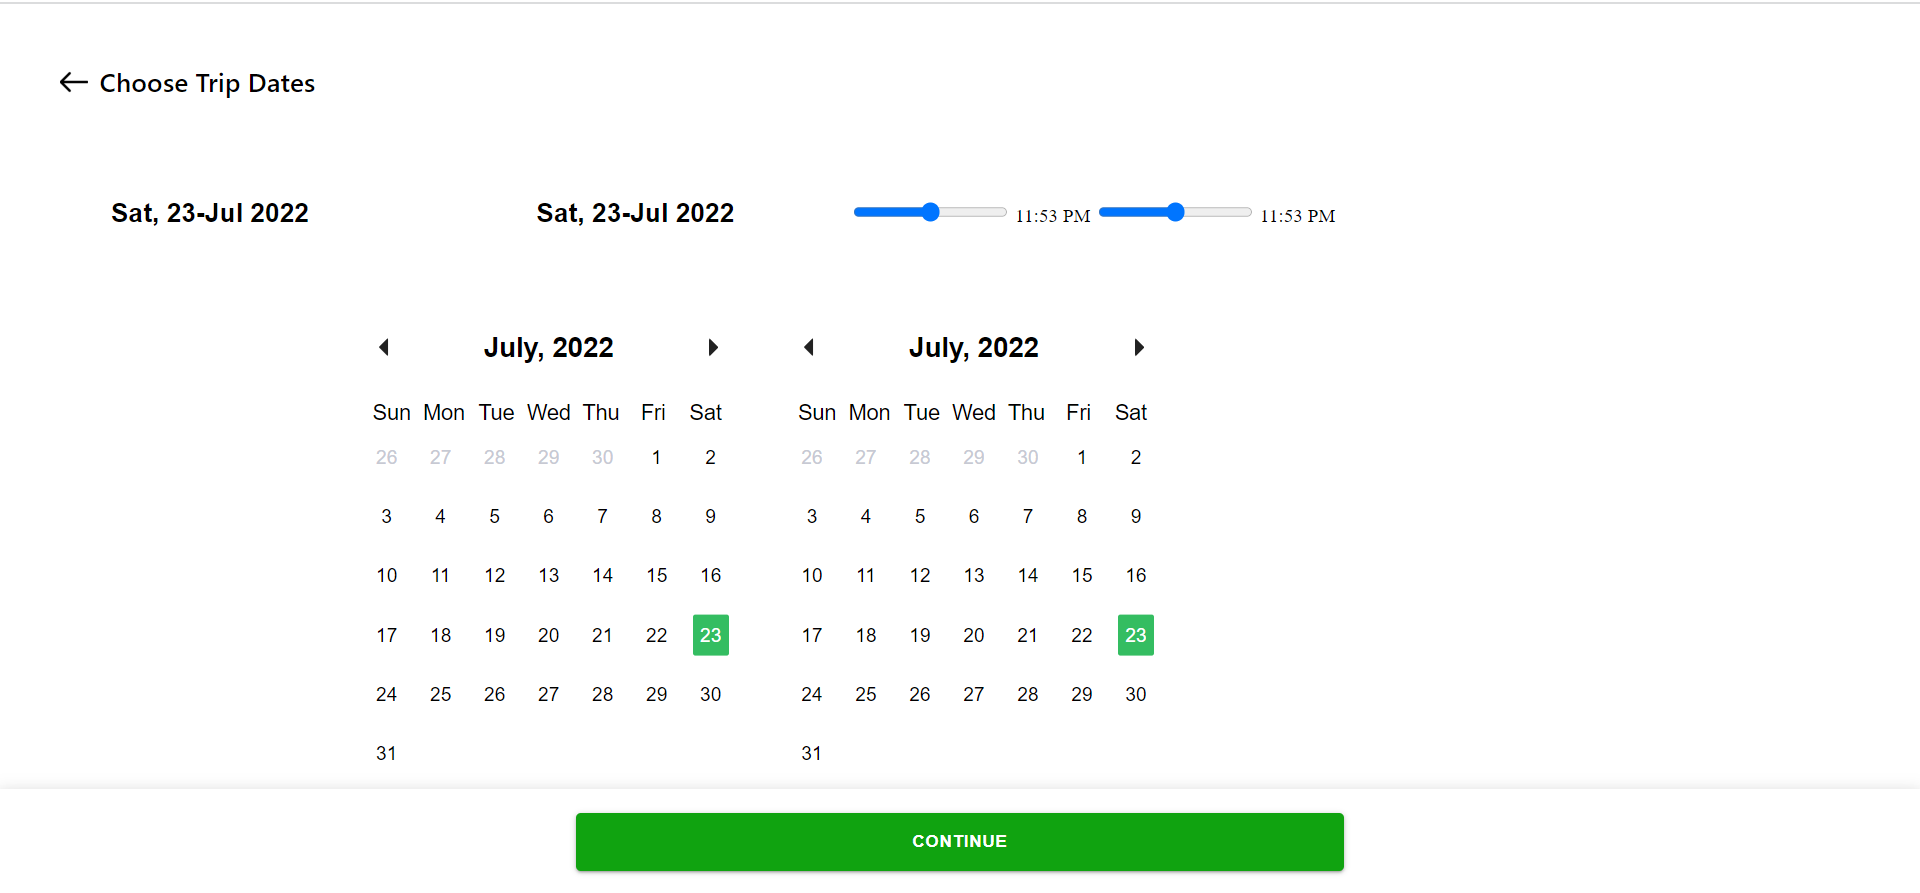 Choose Trip Dates
Sat, 23-Jul 2022 Sat, 23-Jul 2022 11:53 PM 11:53 PM
July, 2022
Sun Mon Tue Wed Thu Fri Sat
26 27 28 29 30 1 2
3 4 5 6 7 8 9
10 11 12 13 14 15 16
17 18 19 20 21 22 23
24 25 26 27 28 29 30
31
July, 2022
Sun Mon Tue Wed Thu Fri Sat
26 27 28 29 30 1 2
3 4 5 6 7 8 9
10 11 12 13 14 15 16
17 18 19 20 21 22 23
24 25 26 27 28 29 30
31
CONTINUE